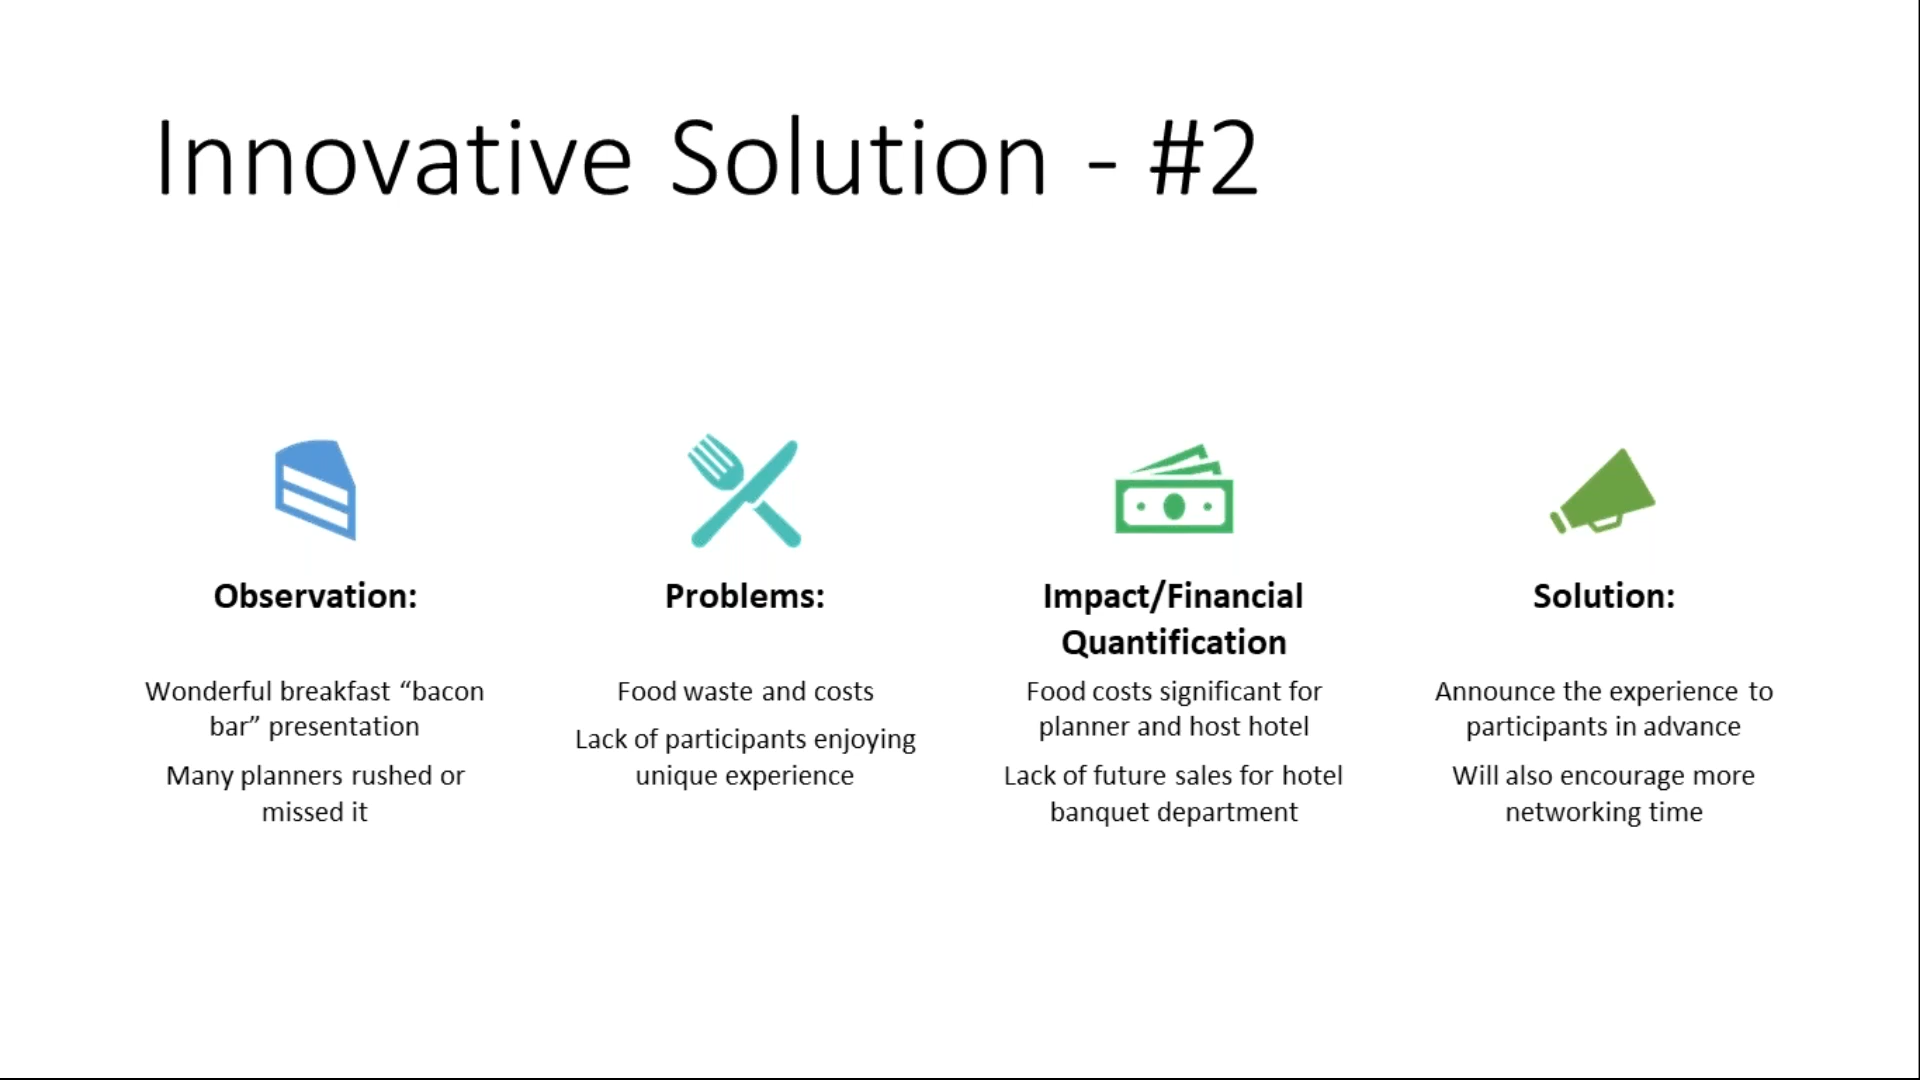 Innovative Solution - #2
Observation:
Wonderful breakfast “bacon
bar” presentation
Many planners rushed or
missed it
Problems:
Food waste and costs
Lack of participants enjoying
unique experience
Impact/Financial
Quantification
Food costs significant for
planner and host hotel
Lack of future sales for hotel
banquet department
Solution:
Announce the experience to
participants in advance
Will also encourage more
networking time